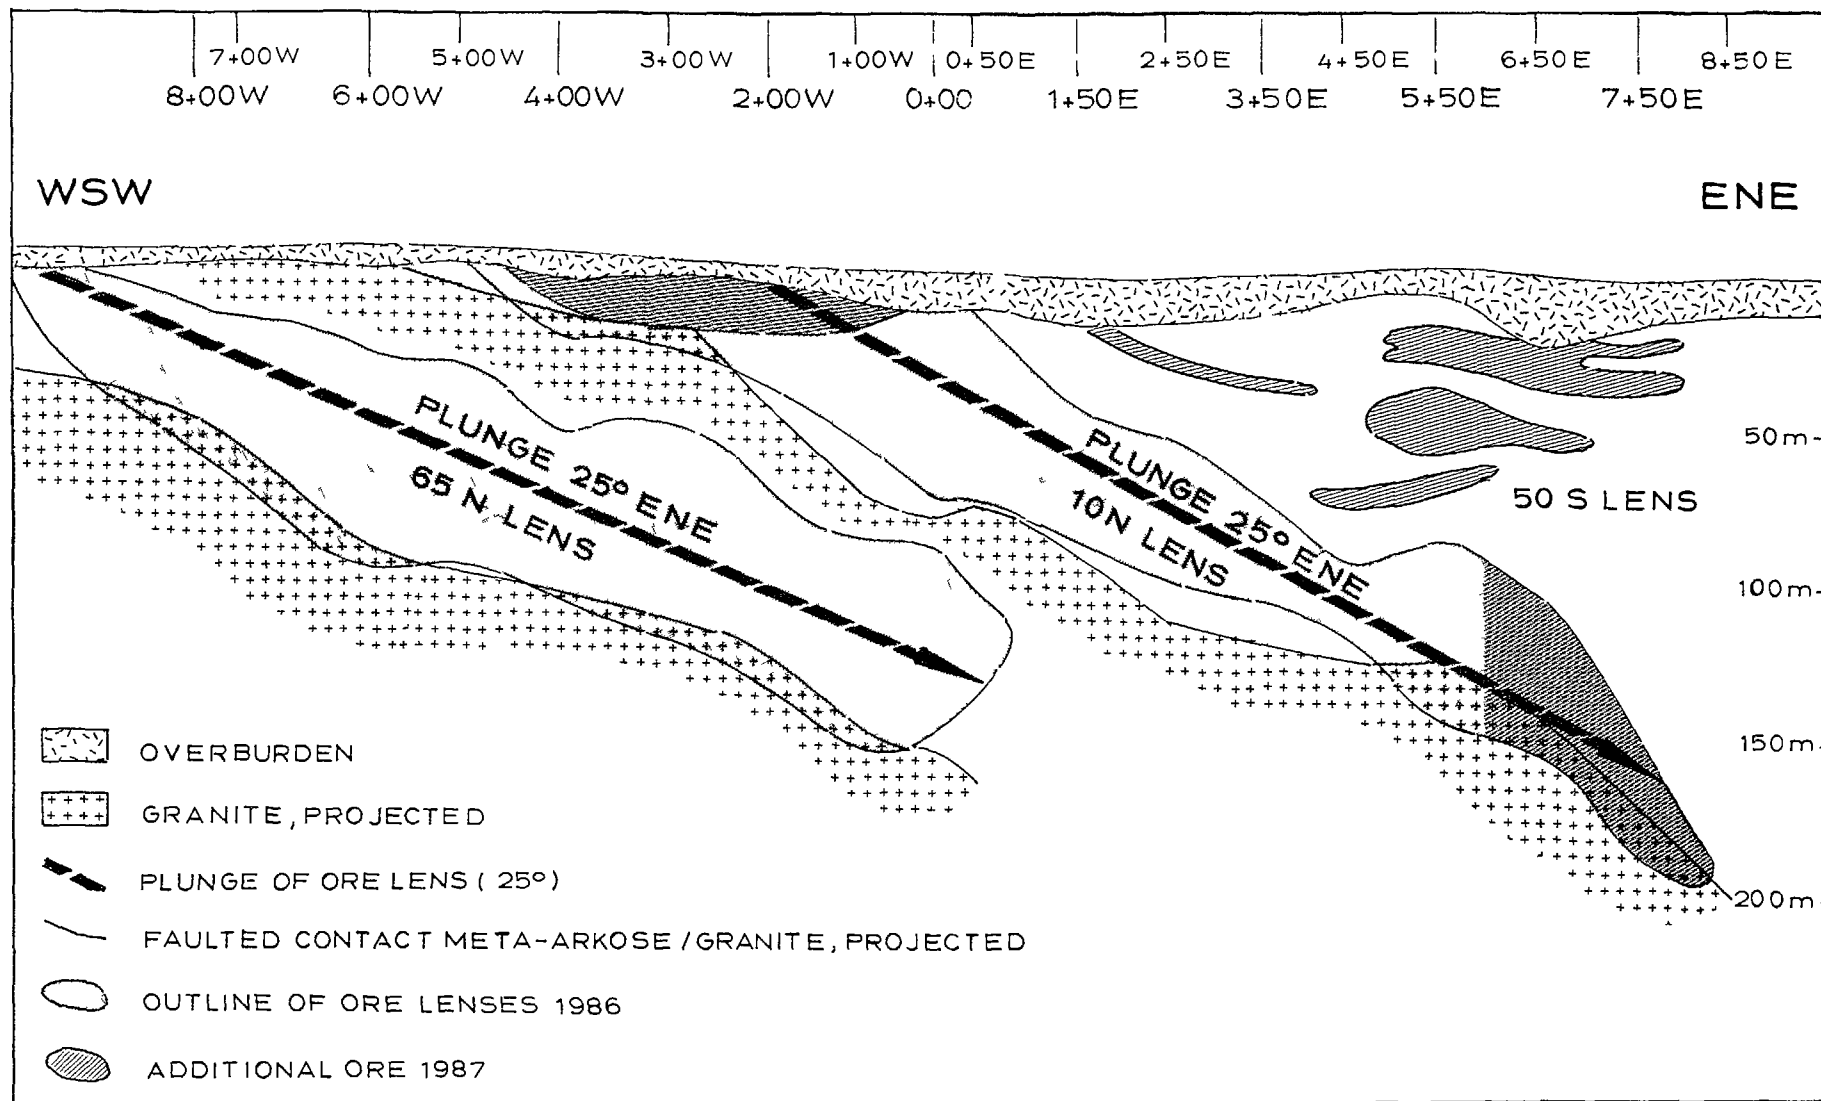 7+00W 5+00W 3+00W 1+00W 0+50E 2+50E 4+50E 6+50E 8+50E
8+00W 6+00W 4+00W 2+00W 0+00 1+50E 3+50E 5+50E 7+50E
WSW ENE
PLUNGE 25° ENE
65 N LENS
PLUNGE 25° ENE
10N LENS
50m
50 S LENS
100m
150m
200m
OVERBURDEN
GRANITE, PROJECTED
PLUNGE OF ORE LENS (25°)
FAULTED CONTACT META-ARKOSE / GRANITE, PROJECTED
OUTLINE OF ORE LENSES 1986
ADDITIONAL ORE 1987